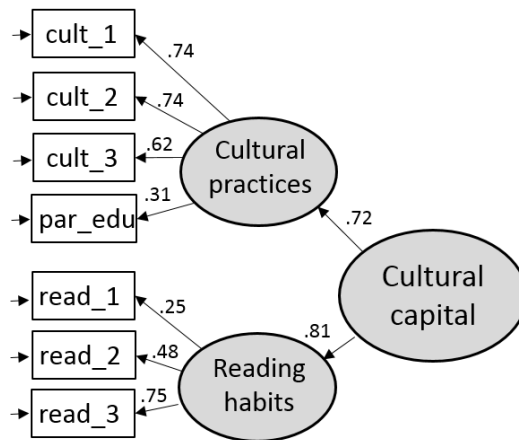 cult_1
.74
cult_2
.74
cult_3
.62
Cultural
practices
par_edu
.31
.72
Cultural
capital
read_1
.25
.81
read_2
.48
Reading
habits
read_3
.75